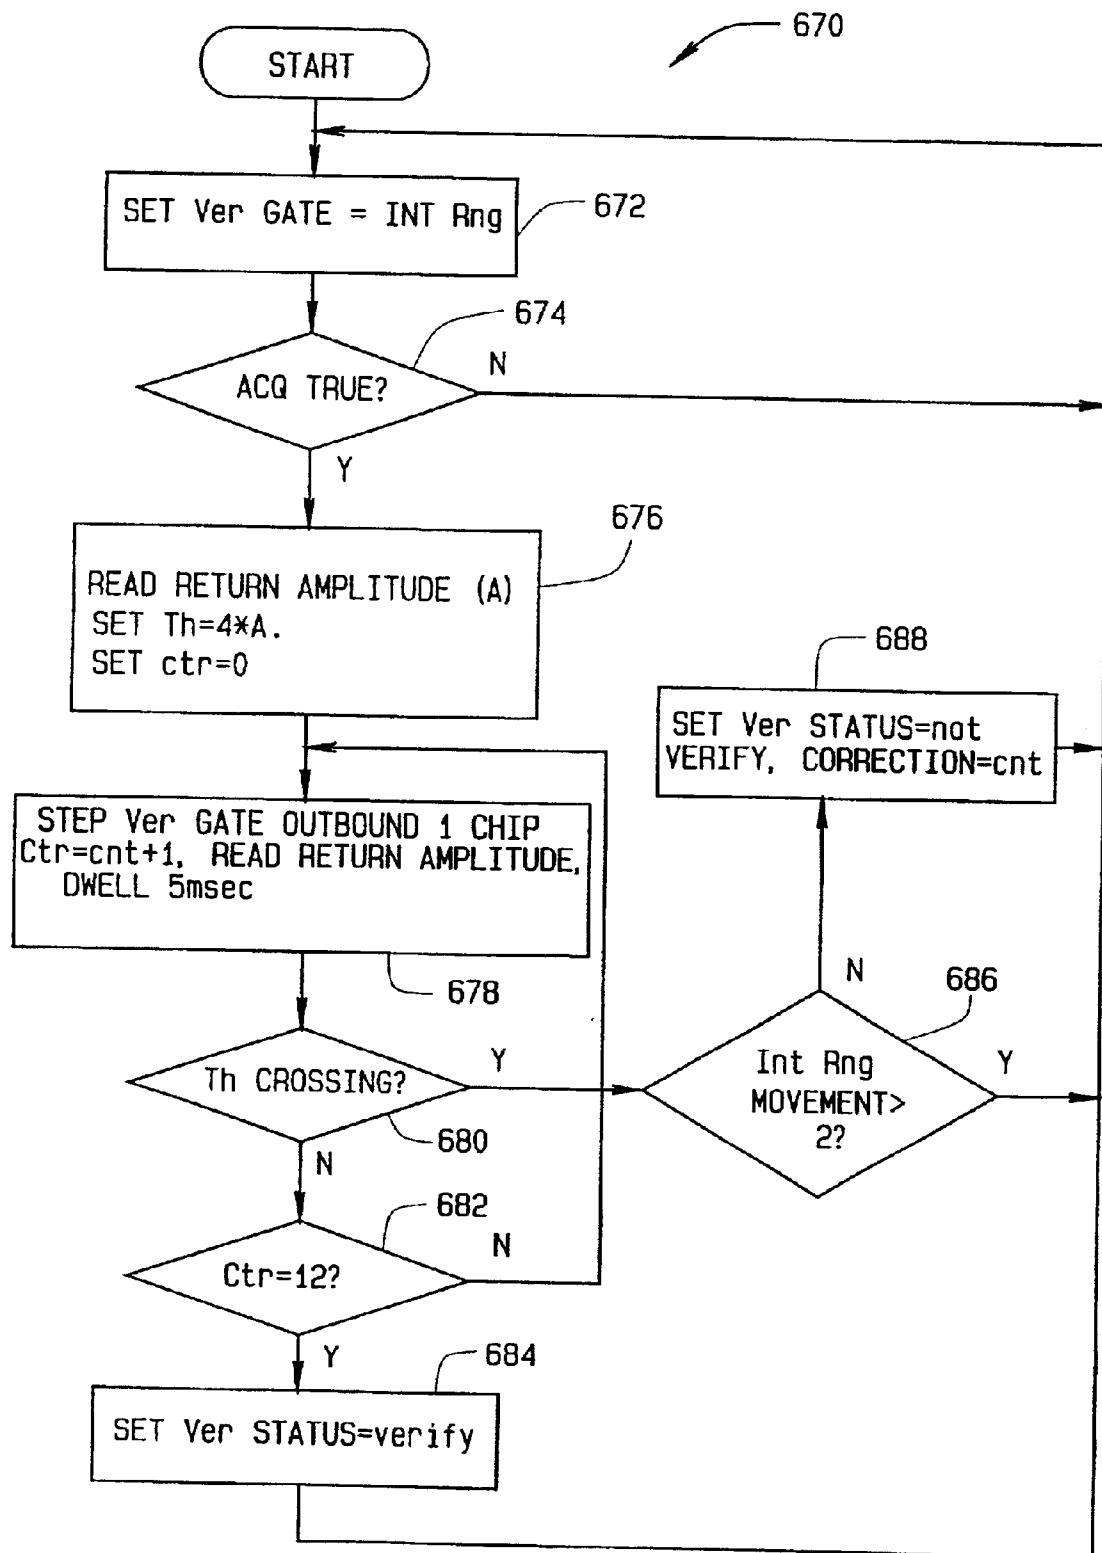 670
START
SET Ver GATE = INT Rng
672
674
ACQ TRUE?
N
Y
676
READ RETURN AMPLITUDE (A)
SET Th=4*A.
SET ctr=0
688
SET Ver STATUS=not
VERIFY, CORRECTION=cnt
STEP Ver GATE OUTBOUND 1 CHIP
Ctr=cnt+1, READ RETURN AMPLITUDE,
DWELL 5msec
678
N
686
Th CROSSING?
Y
680
N
Int Rng
MOVEMENT>
2?
Y
682
Ctr=12?
N
Y
684
SET Ver STATUS=verify